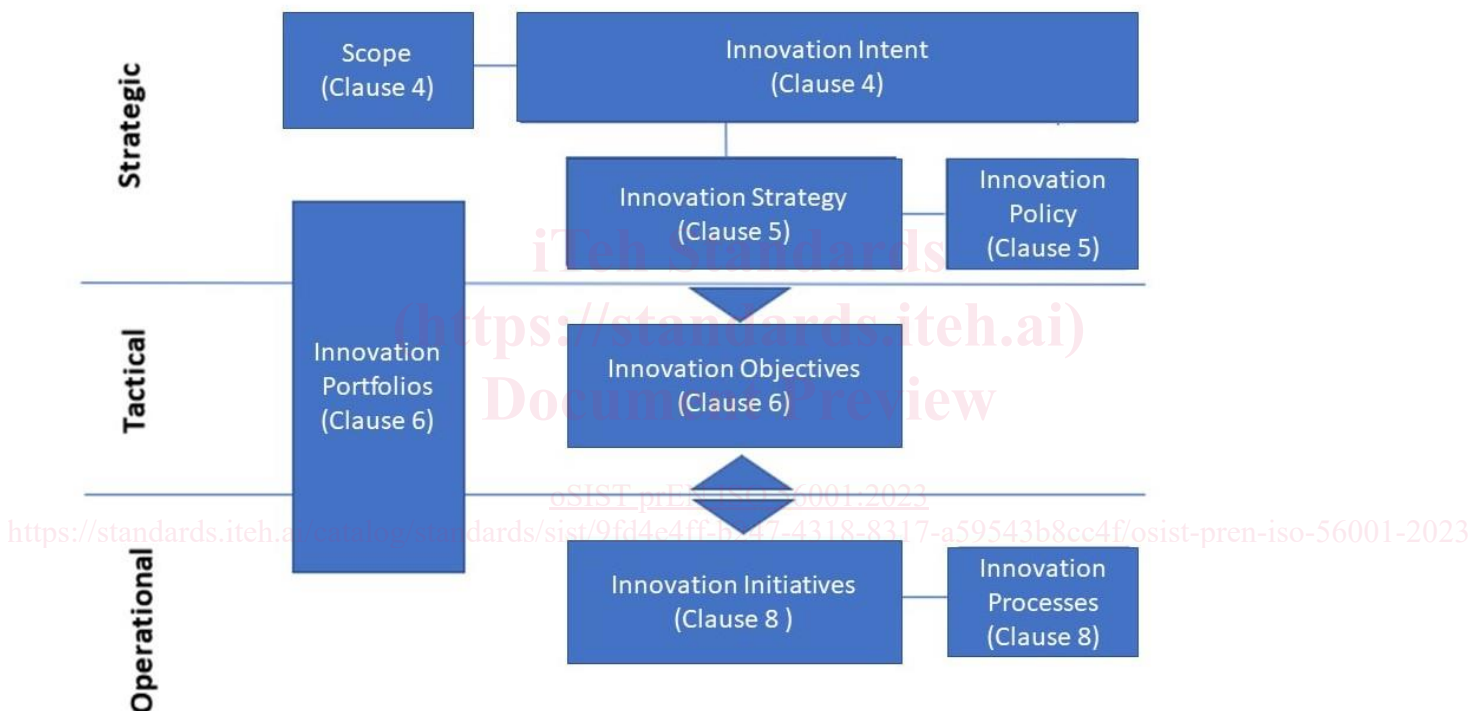 Strategic
Scope
(Clause 4)
Innovation Intent
(Clause 4)
Innovation Strategy
(Clause 5)
Innovation
Policy
(Clause 5)
iTeh Standards
(https://standards.iteh.ai)
Document Preview
Tactical
Innovation
Portfolios
(Clause 6)
Innovation Objectives
(Clause 6)
oSIST prEN ISO 56001:2023
https://standards.iteh.ai/catalog/standards/sist/9fd4e4ff-b247-4318-8317-a59543b8cc4f/osist-pren-iso-56001-2023
Operational
Innovation Initiatives
(Clause 8 )
Innovation
Processes
(Clause 8)